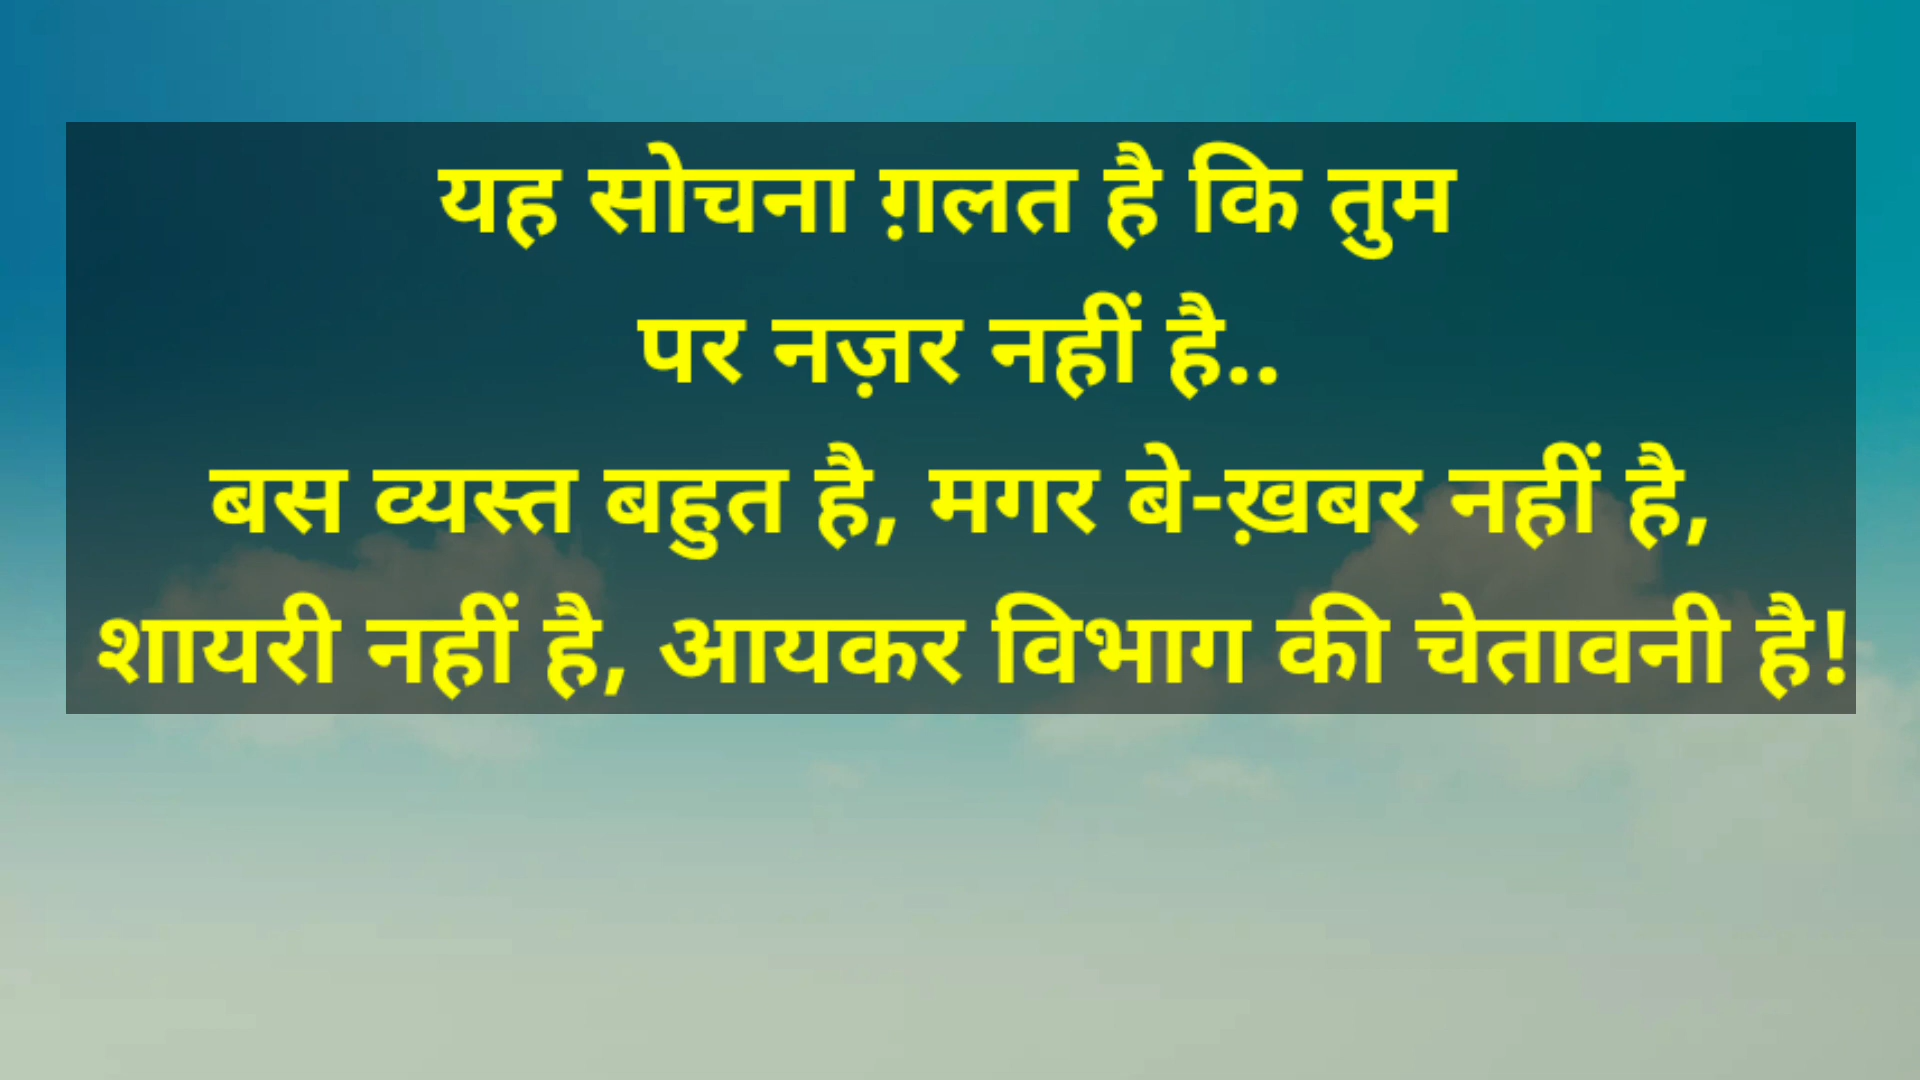 यह सोचना ग़लत है कि तुम
पर नज़र नहीं है..
बस व्यस्त बहुत है, मगर बे-ख़बर नहीं है,
शायरी नहीं है, आयकर विभाग की चेतावनी है!